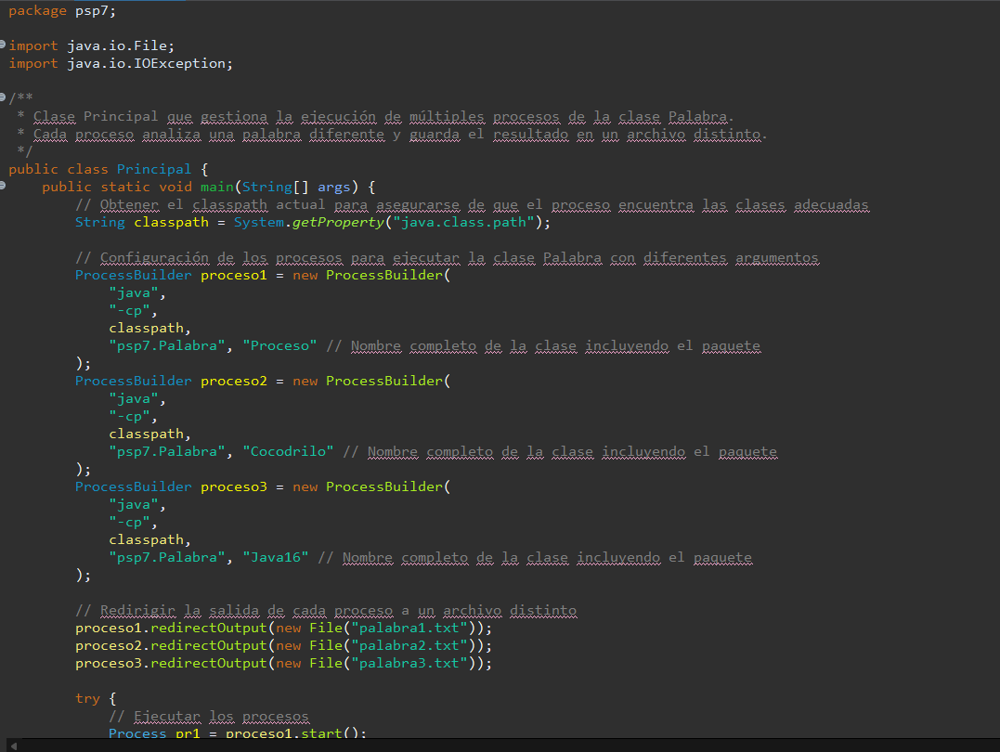 package psp7;
import java.io.File;
import java.io.IOException;
/**
 * Clase Principal que gestiona la ejecución de múltiples procesos de la clase Palabra.
 * Cada proceso analiza una palabra diferente y guarda el resultado en un archivo distinto.
 */
public class Principal {
    public static void main(String[] args) {
        // Obtener el classpath actual para asegurarse de que el proceso encuentra las clases adecuadas
        String classpath = System.getProperty("java.class.path");
        // Configuración de los procesos para ejecutar la clase Palabra con diferentes argumentos
        ProcessBuilder proceso1 = new ProcessBuilder(
            "java",
            "-cp",
            classpath,
            "psp7.Palabra", "Proceso" // Nombre completo de la clase incluyendo el paquete
        );
        ProcessBuilder proceso2 = new ProcessBuilder(
            "java",
            "-cp",
            classpath,
            "psp7.Palabra", "Cocodrilo" // Nombre completo de la clase incluyendo el paquete
        );
        ProcessBuilder proceso3 = new ProcessBuilder(
            "java",
            "-cp",
            classpath,
            "psp7.Palabra", "Java16" // Nombre completo de la clase incluyendo el paquete
        );
        // Redirigir la salida de cada proceso a un archivo distinto
        proceso1.redirectOutput(new File("palabra1.txt"));
        proceso2.redirectOutput(new File("palabra2.txt"));
        proceso3.redirectOutput(new File("palabra3.txt"));
        try {
            // Ejecutar los procesos
            Process pr1 = proceso1.start();